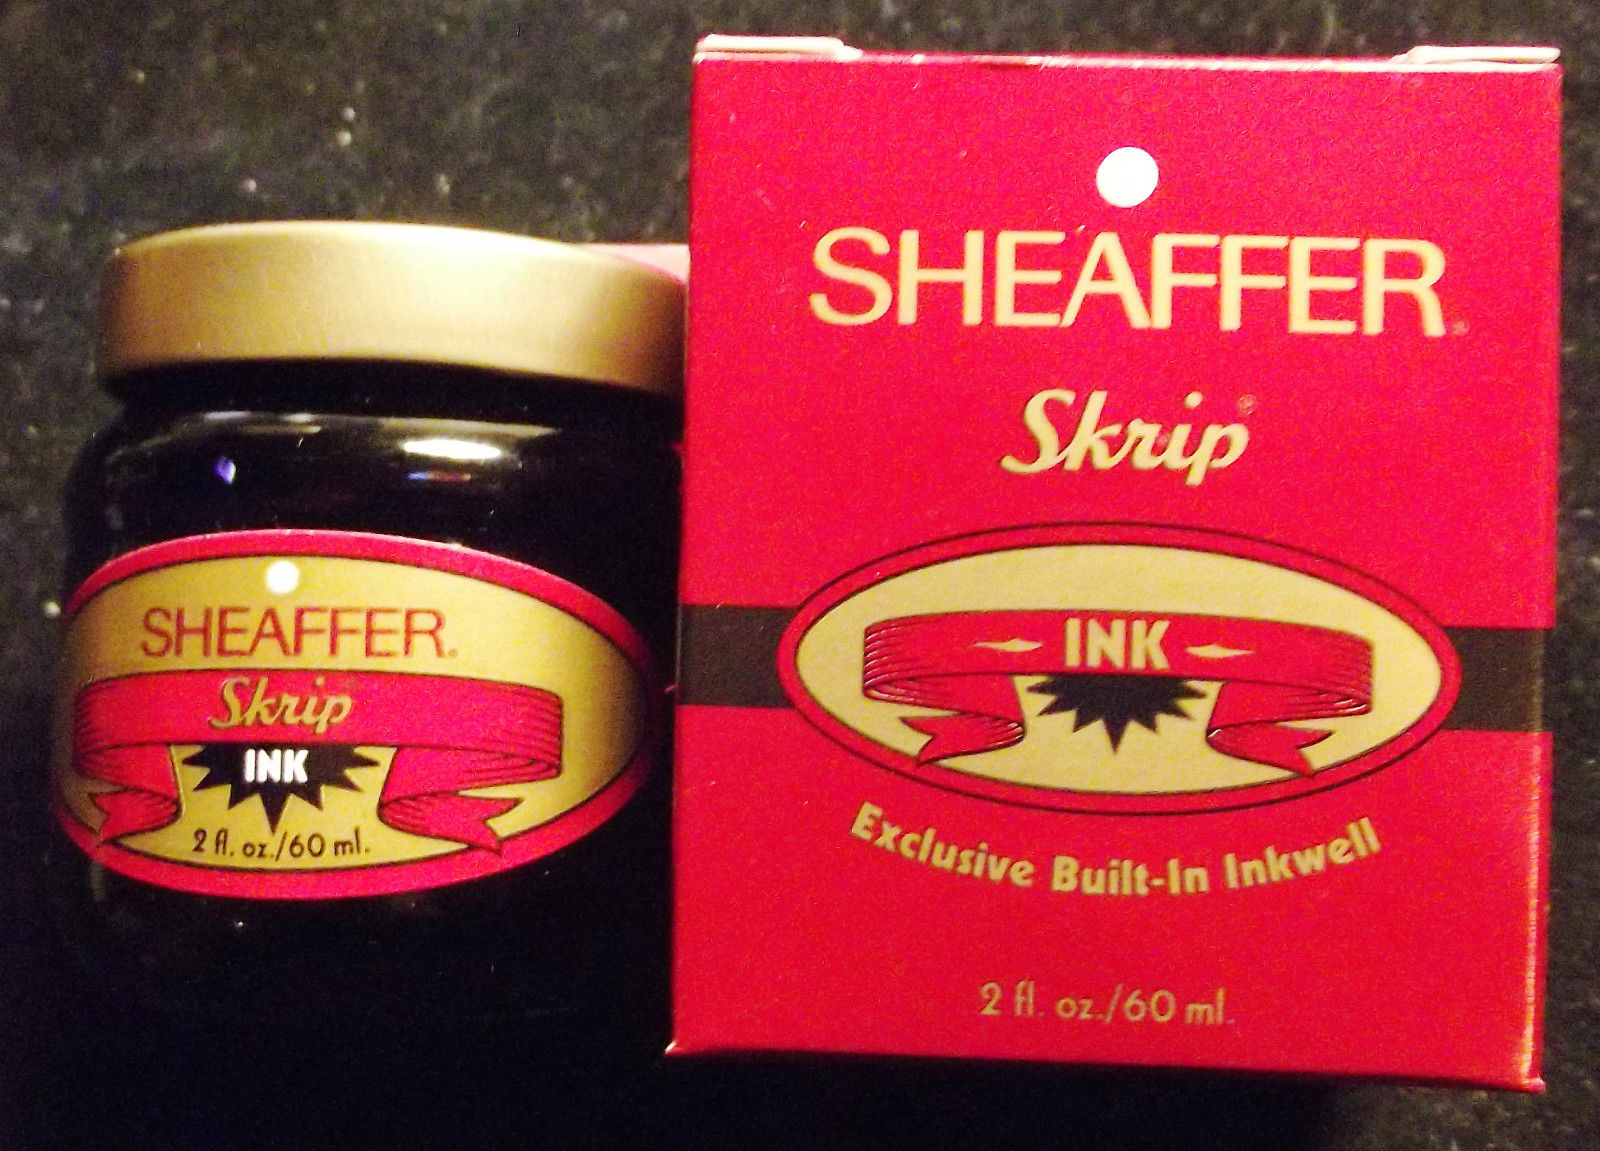 SHEAFFER®
Skrip
INK
2 fl. oz./60 ml.
SHEAFFER®
Skrip®
INK
Exclusive Built-In Inkwell
2 fl. oz./60 ml.